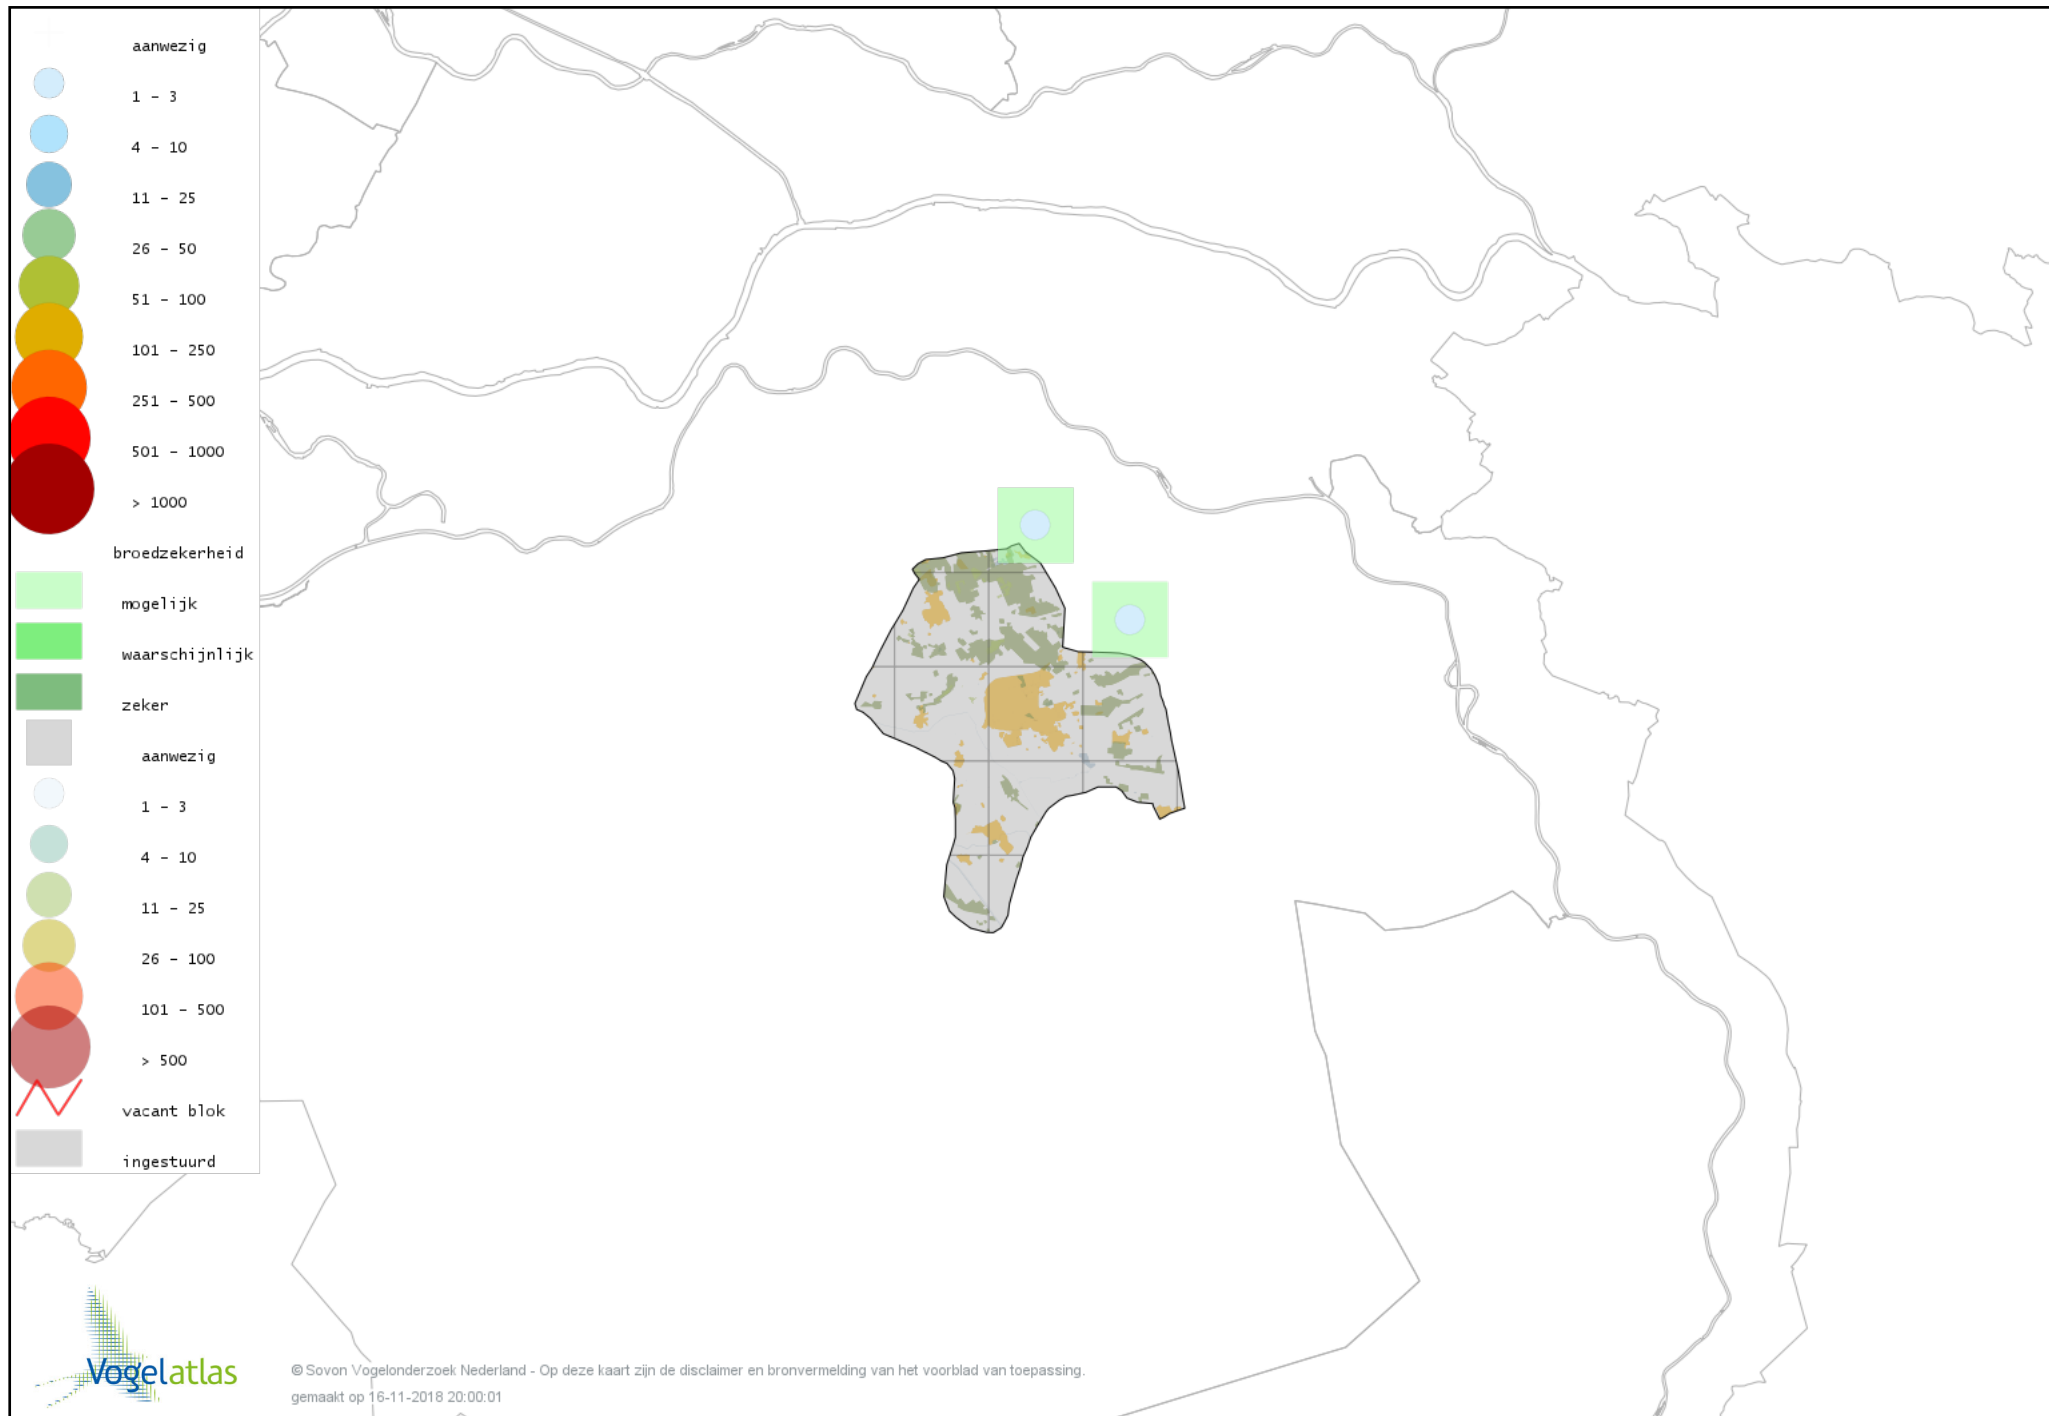 aanwezig
1 - 3
4 - 10
11 - 25
26 - 50
51 - 100
101 - 250
251 - 500
501 - 1000
> 1000
broedzekerheid
mogelijk
waarschijnlijk
zeker
aanwezig
1 - 3
4 - 10
11 - 25
26 - 100
101 - 500
> 500
vacant blok
ingestuurd
Vogelatlas
© Sovon Vogelonderzoek Nederland - Op deze kaart zijn de disclaimer en bronvermelding van het voorblad van toepassing.
gemaakt op 16-11-2018 20:00:01